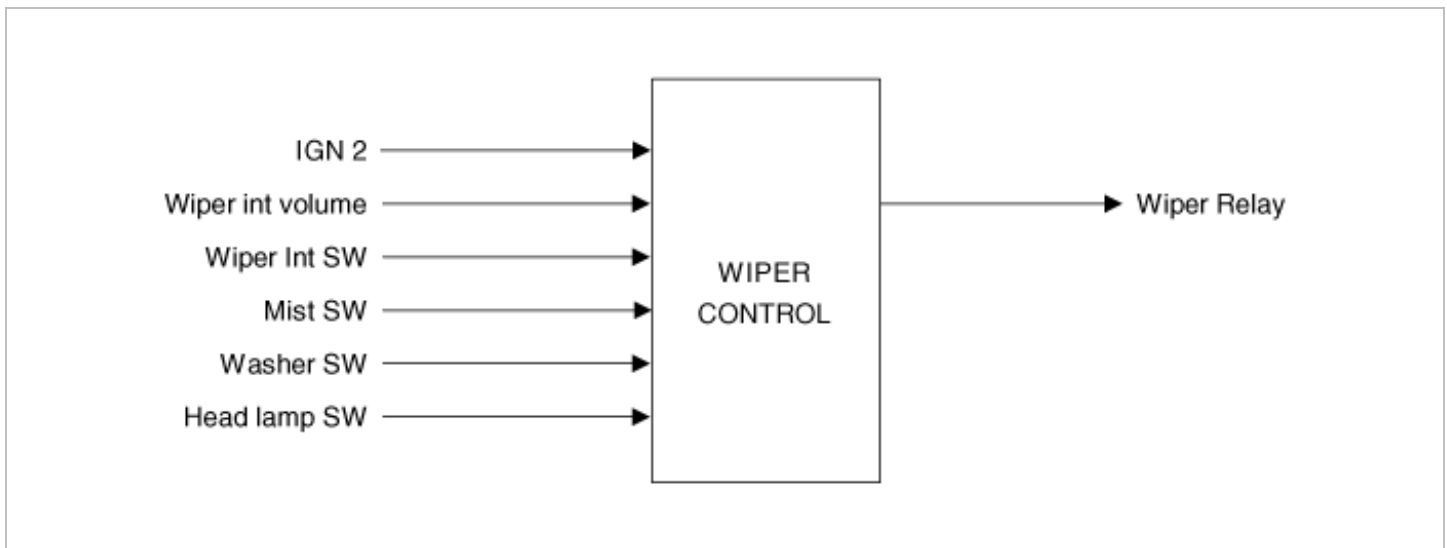 IGN 2
Wiper int volume
Wiper Int SW
Mist SW
Washer SW
Head lamp SW
WIPER
CONTROL
Wiper Relay